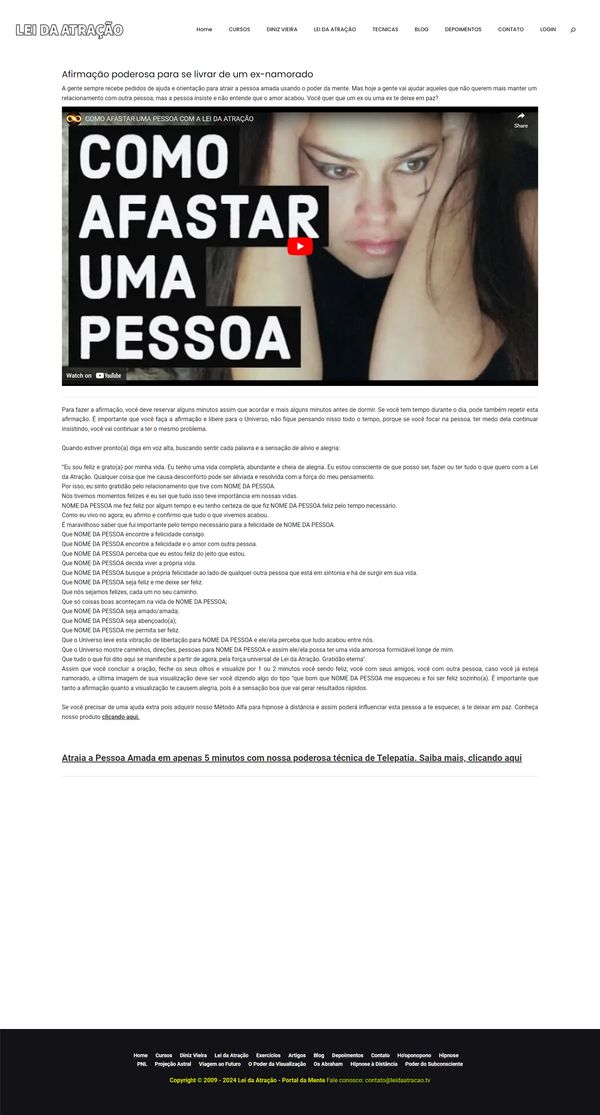 LEI DA ATRAÇÃO
Home CURSOS DINIZ VIEIRA LEI DA ATRAÇÃO TECNICAS BLOG DEPOIMENTOS CONTATO LOGIN
Afirmação poderosa para se livrar de um ex-namorado
A gente sempre recebe pedidos de ajuda e orientação para atrair a pessoa amada usando o poder da mente. Mas hoje a gente vai ajudar aqueles que não querem mais manter um
relacionamento com outra pessoa, mas a pessoa insiste e não entende que o amor acabou. Você quer que um ex ou uma ex te deixe em paz?
COMO AFASTAR UMA PESSOA COM A LEI DA ATRAÇÃO
Share
COMO
AFASTAR
UMA
PESSOA
Watch on YouTube
Para fazer a afirmação, você deve reservar alguns minutos assim que acordar e mais alguns minutos antes de dormir. Se você tem tempo durante o dia, pode também repetir esta
afirmação. É importante que você faça a afirmação e libere para o Universo, não fique pensando nisso todo o tempo, porque se você focar na pessoa, ter medo dela continuar
insistindo, você vai continuar a ter o mesmo problema.
Quando estiver pronto(a) diga em voz alta, buscando sentir cada palavra e a sensação de alívio e alegria:
"Eu sou feliz e grato(a) por minha vida. Eu tenho uma vida completa, abundante e cheia de alegria. Eu estou consciente de que posso ser, fazer ou ter tudo o que quero com a Lei
da Atração. Qualquer coisa que me causa desconforto pode ser aliviada e resolvida com a força do meu pensamento.
Por isso, eu sinto gratidão pelo relacionamento que tive com NOME DA PESSOA.
Nós tivemos momentos felizes e eu sei que tudo isso teve importância em nossas vidas.
NOME DA PESSOA me fez feliz por algum tempo e eu tenho certeza de que fiz NOME DA PESSOA feliz pelo tempo necessário.
Como eu vivo no agora, eu afirmo e confirmo que tudo o que vivemos acabou.
É maravilhoso saber que fui importante pelo tempo necessário para a felicidade de NOME DA PESSOA.
Que NOME DA PESSOA encontre a felicidade consigo.
Que NOME DA PESSOA encontre a felicidade e o amor com outra pessoa.
Que NOME DA PESSOA perceba que eu estou feliz do jeito que estou.
Que NOME DA PESSOA decida viver a própria vida.
Que NOME DA PESSOA busque a própria felicidade ao lado de qualquer outra pessoa que está em sintonia e há de surgir em sua vida.
Que NOME DA PESSOA seja feliz e me deixe ser feliz.
Que nós sejamos felizes, cada um no seu caminho.
Que só coisas boas aconteçam na vida de NOME DA PESSOA;
Que NOME DA PESSOA seja amado/amada;
Que NOME DA PESSOA seja abençoado(a);
Que NOME DA PESSOA me permita ser feliz.
Que o Universo leve esta vibração de libertação para NOME DA PESSOA e ele/ela perceba que tudo acabou entre nós.
Que o Universo mostre caminhos, direções, pessoas para NOME DA PESSOA e assim ele/ela possa ter uma vida amorosa formidável longe de mim.
Que tudo o que foi dito aqui se manifeste a partir de agora, pela força universal de Lei da Atração. Gratidão eterna".
Assim que você concluir a oração, feche os seus olhos e visualize por 1 ou 2 minutos você sendo feliz, você com seus amigos, você com outra pessoa, caso você já esteja
namorado, a última imagem de sua visualização deve ser você dizendo algo do tipo "que bom que NOME DA PESSOA me esqueceu e foi ser feliz sozinho(a). É importante que
tanto a afirmação quanto a visualização te causem alegria, pois é a sensação boa que vai gerar resultados rápidos.
Se você precisar de uma ajuda extra pois adquirir nosso Método Alfa para hipnose à distância e assim poderá influenciar esta pessoa a te esquecer, a te deixar em paz. Conheça
nosso produto clicando aqui.
Atraia a Pessoa Amada em apenas 5 minutos com nossa poderosa técnica de Telepatia. Saiba mais, clicando aqui
Home Cursos Diniz Vieira Lei da Atração Exercícios Artigos Blog Depoimentos Contato Ho'oponopono Hipnose
PNL Projeção Astral Viagem ao Futuro O Poder da Visualização Os Abraham Hipnose à Distância Poder do Subconsciente
Copyright © 2009 - 2024 Lei da Atração - Portal da Mente Fale conosco: contato@leidaatracao.tv